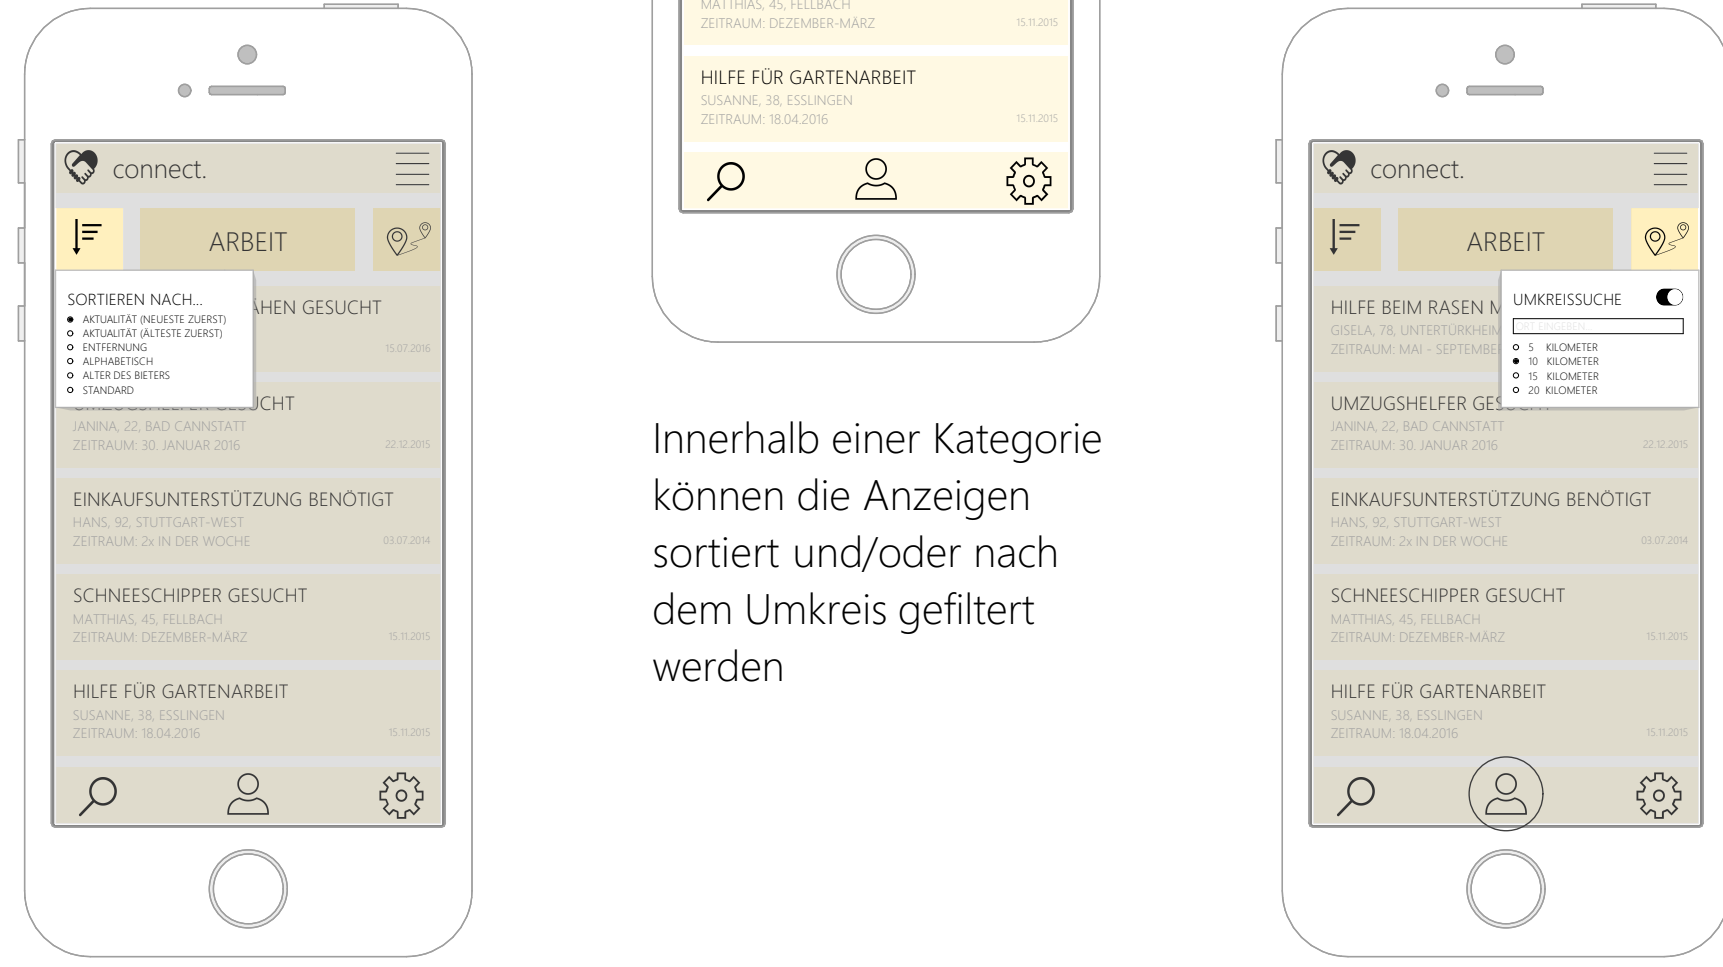 connect.
ARBEIT
SORTIEREN NACH...
AKTUALITÄT (NEUESTE ZUERST)
AKTUALITÄT (ÄLTESTE ZUERST)
ENTFERNUNG
ALPHABETISCH
ALTER DES BIETERS
STANDARD
ÄHEN GESUCHT
15.07.2016
UMZUGSHELFER GESUCHT
JANINA, 22, BAD CANNSTATT
ZEITRAUM: 30. JANUAR 2016 22.12.2015
EINKAUFSUNTERSTÜTZUNG BENÖTIGT
HANS, 92, STUTTGART-WEST
ZEITRAUM: 2x IN DER WOCHE 03.07.2014
SCHNEESCHIPPER GESUCHT
MATTHIAS, 45, FELLBACH
ZEITRAUM: DEZEMBER-MÄRZ 15.11.2015
HILFE FÜR GARTENARBEIT
SUSANNE, 38, ESSLINGEN
ZEITRAUM: 18.04.2016 15.11.2015
MATTHIAS, 45, FELLBACH
ZEITRAUM: DEZEMBER-MÄRZ 15.11.2015
HILFE FÜR GARTENARBEIT
SUSANNE, 38, ESSLINGEN
ZEITRAUM: 18.04.2016 15.11.2015
Innerhalb einer Kategorie
können die Anzeigen
sortiert und/oder nach
dem Umkreis gefiltert
werden
connect.
ARBEIT
HILFE BEIM RASEN M
GISELA, 78, UNTERTÜRKHEIM
ZEITRAUM: MAI - SEPTEMBER
UMKREISSUCHE
ORT EINGEBEN...
5 KILOMETER
10 KILOMETER
15 KILOMETER
20 KILOMETER
UMZUGSHELFER GESUCHT
JANINA, 22, BAD CANNSTATT
ZEITRAUM: 30. JANUAR 2016 22.12.2015
EINKAUFSUNTERSTÜTZUNG BENÖTIGT
HANS, 92, STUTTGART-WEST
ZEITRAUM: 2x IN DER WOCHE 03.07.2014
SCHNEESCHIPPER GESUCHT
MATTHIAS, 45, FELLBACH
ZEITRAUM: DEZEMBER-MÄRZ 15.11.2015
HILFE FÜR GARTENARBEIT
SUSANNE, 38, ESSLINGEN
ZEITRAUM: 18.04.2016 15.11.2015